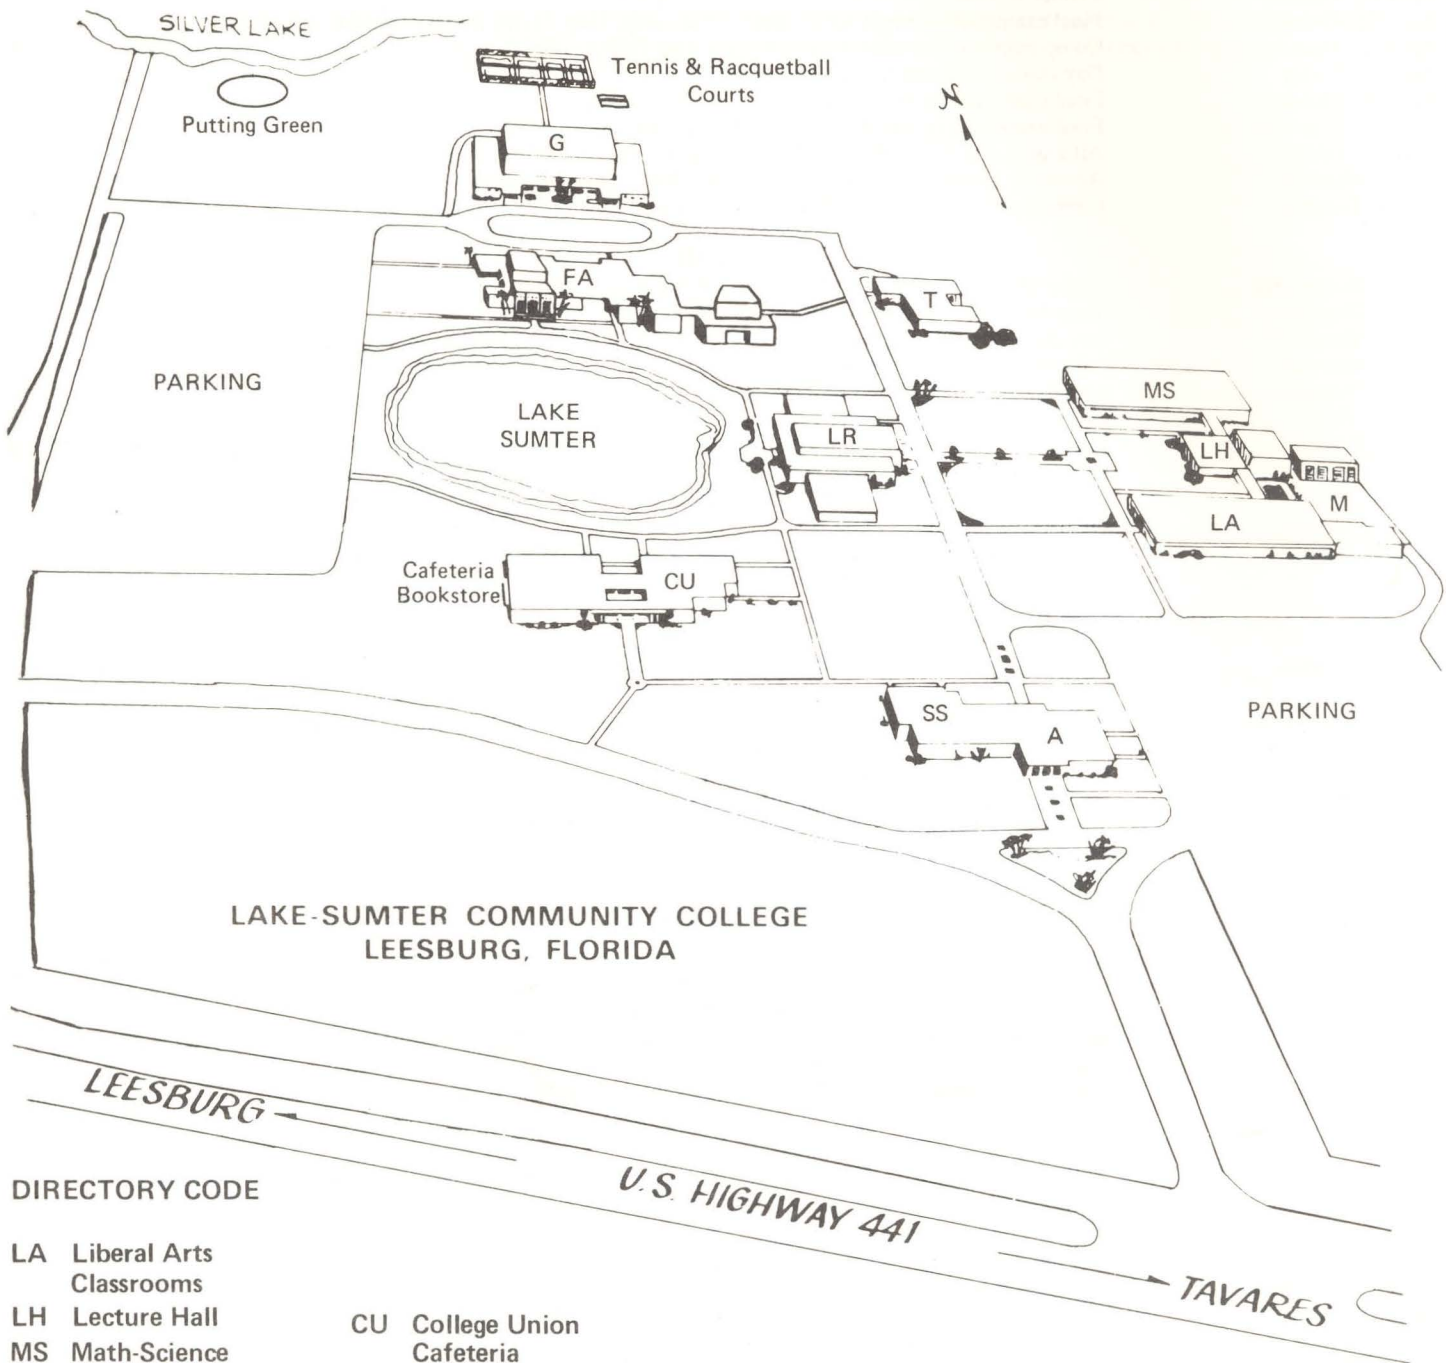 SILVER LAKE
Tennis & Racquetball
Courts
N
Putting Green
G
FA
T
PARKING
MS
LAKE
SUMTER
LR
LH
M
LA
Cafeteria
Bookstore
CU
SS
A
PARKING
LAKE-SUMTER COMMUNITY COLLEGE
LEESBURG, FLORIDA
LEESBURG
U.S. HIGHWAY 441
TAVARES
DIRECTORY CODE
LA Liberal Arts
Classrooms
LH Lecture Hall
MS Math-Science
CU College Union
Cafeteria